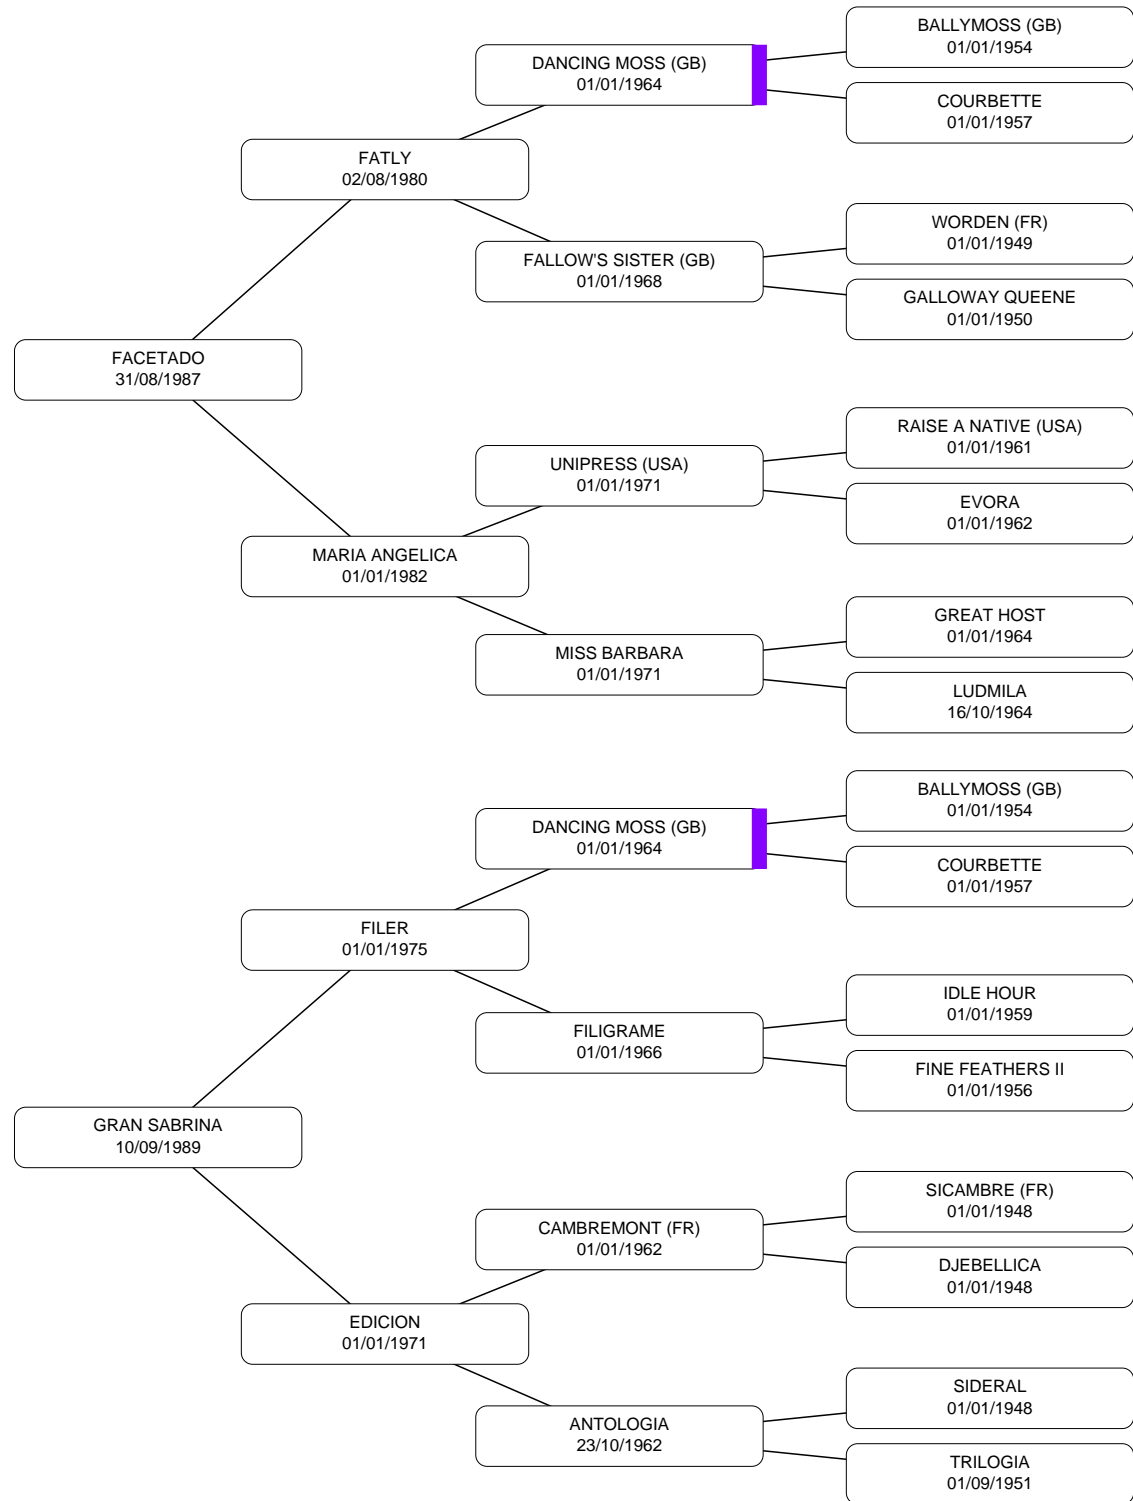 BALLYMOSS (GB)
01/01/1954
DANCING MOSS (GB)
01/01/1964
COURBETTE
01/01/1957
FATLY
02/08/1980
WORDEN (FR)
01/01/1949
FALLOW'S SISTER (GB)
01/01/1968
GALLOWAY QUEENE
01/01/1950
FACETADO
31/08/1987
RAISE A NATIVE (USA)
01/01/1961
UNIPRESS (USA)
01/01/1971
EVORA
01/01/1962
MARIA ANGELICA
01/01/1982
GREAT HOST
01/01/1964
MISS BARBARA
01/01/1971
LUDMILA
16/10/1964
BALLYMOSS (GB)
01/01/1954
DANCING MOSS (GB)
01/01/1964
COURBETTE
01/01/1957
FILER
01/01/1975
IDLE HOUR
01/01/1959
FILIGRAME
01/01/1966
FINE FEATHERS II
01/01/1956
GRAN SABRINA
10/09/1989
SICAMBRE (FR)
01/01/1948
CAMBREMONT (FR)
01/01/1962
DJEBELLICA
01/01/1948
EDICION
01/01/1971
SIDERAL
01/01/1948
ANTOLOGIA
23/10/1962
TRILOGIA
01/09/1951